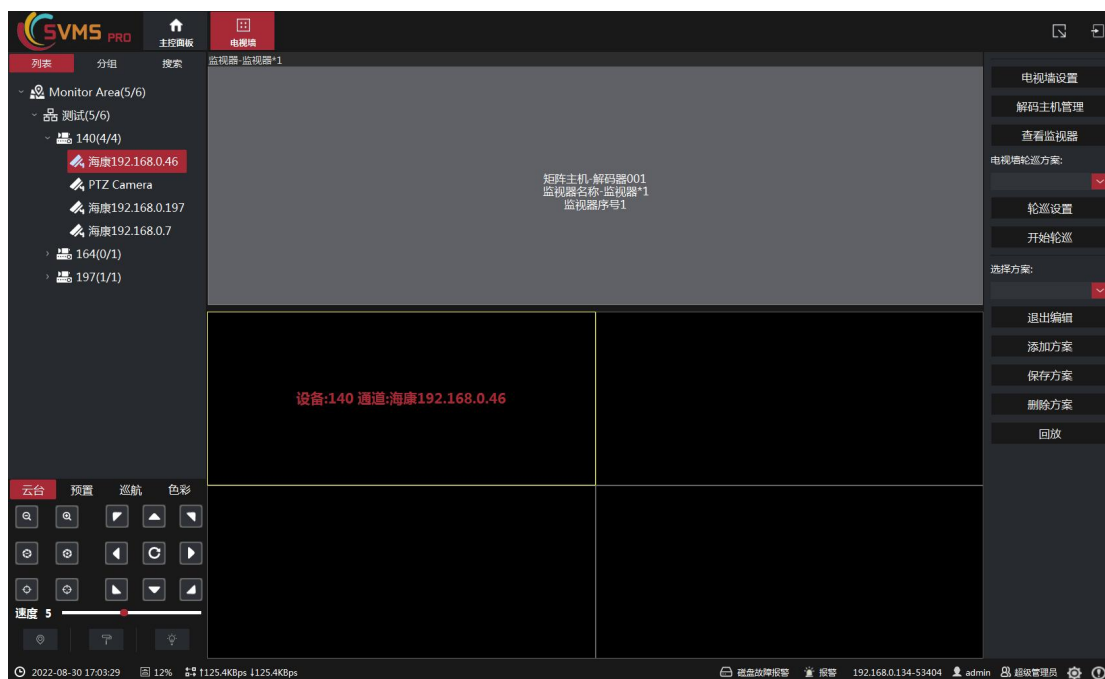 SVMS PRO
主控面板
电视墙
列表 分组 搜索
Monitor Area(5/6)
测试(5/6)
140(4/4)
海康192.168.0.46
PTZ Camera
海康192.168.0.197
海康192.168.0.7
164(0/1)
197(1/1)
云台 预置 巡航 色彩
速度 5
监视器-监视器*1
矩阵主机-解码器001
监视器名称-监视器*1
监视器序号1
设备:140 通道:海康192.168.0.46
电视墙设置
解码主机管理
查看监视器
电视墙轮巡方案:
轮巡设置
开始轮巡
选择方案:
退出编辑
添加方案
保存方案
删除方案
回放
2022-08-30 17:03:29 12% ↑125.4KBps ↓125.4KBps 磁盘故障报警 报警 192.168.0.134-53404 admin 超级管理员